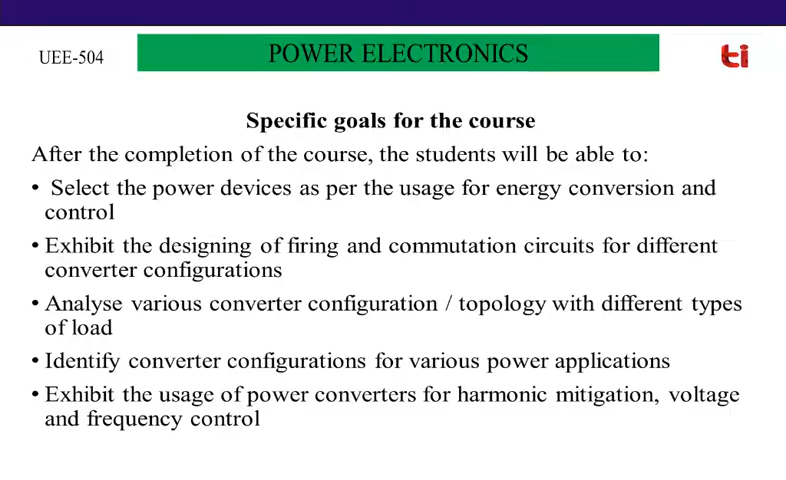 UEE-504
POWER ELECTRONICS
ti
Specific goals for the course
After the completion of the course, the students will be able to:
• Select the power devices as per the usage for energy conversion and
control
• Exhibit the designing of firing and commutation circuits for different
converter configurations
• Analyse various converter configuration / topology with different types
of load
• Identify converter configurations for various power applications
• Exhibit the usage of power converters for harmonic mitigation, voltage
and frequency control